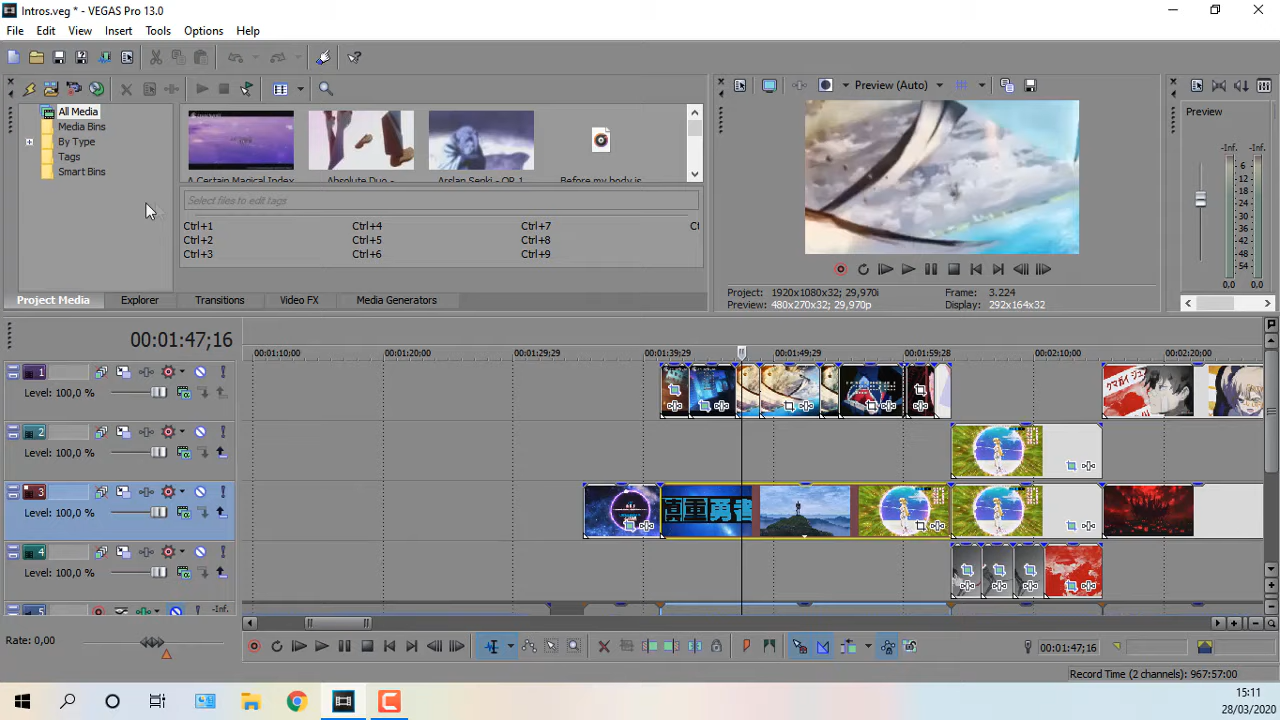 Intros.veg * - VEGAS Pro 13.0
File Edit View Insert Tools Options Help
All Media
Media Bins
By Type
Tags
Smart Bins
A Certain Magical Index Absolute Duo - Arslan Senki - OP 1 Before my body is
Select files to edit tags
Ctrl+1 Ctrl+4 Ctrl+7
Ctrl+2 Ctrl+5 Ctrl+8
Ctrl+3 Ctrl+6 Ctrl+9
Project Media Explorer Transitions Video FX Media Generators
Preview (Auto)
Project: 1920x1080x32; 29,970i Frame: 3.224
Preview: 480x270x32; 29,970p Display: 292x164x32
Preview
-Inf. -Inf.
6
12
18
24
30
36
42
48
54
0.0 0.0
00:01:47;16
00:01:10;00 00:01:20;00 00:01:29;29 00:01:39;29 00:01:49;29 00:01:59;28 00:02:10;00 00:02:20;00
1
Level: 100,0 %
2
Level: 100,0 %
3
Level: 100,0 %
4
Level: 100,0 %
5 -Inf.
Rate: 0,00
00:01:47;16
Record Time (2 channels): 967:57:00
15:11
28/03/2020